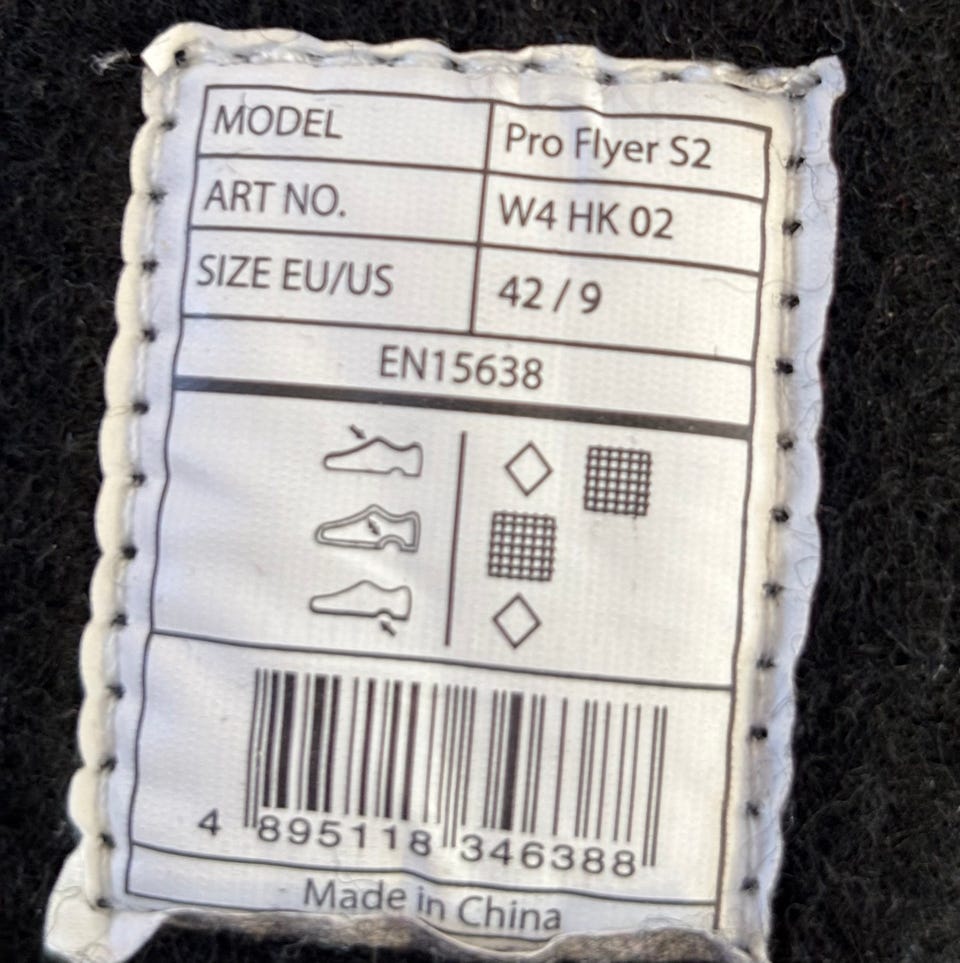 MODEL Pro Flyer S2
ART NO. W4 HK 02
SIZE EU/US 42 / 9
EN15638
4 895118 346388
Made in China